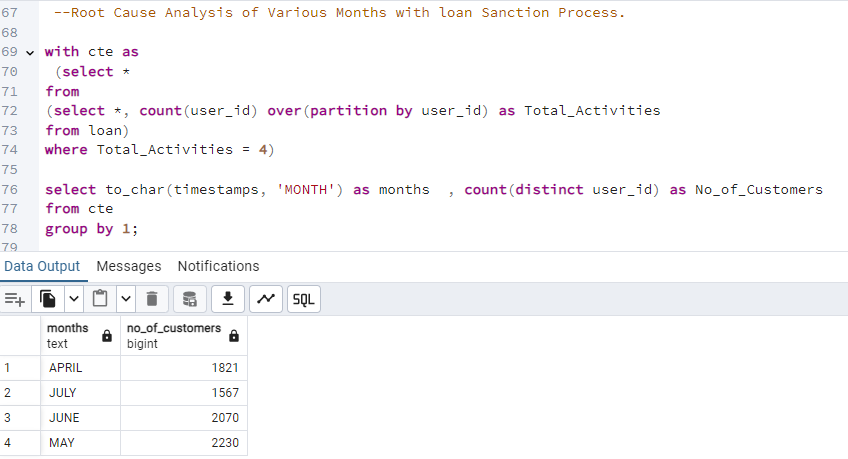 67 --Root Cause Analysis of Various Months with loan Sanction Process.
68
69 with cte as
70 (select *
71 from
72 (select *, count(user_id) over(partition by user_id) as Total_Activities
73 from loan)
74 where Total_Activities = 4)
75
76 select to_char(timestamps, 'MONTH') as months , count(distinct user_id) as No_of_Customers
77 from cte
78 group by 1;
79
Data Output Messages Notifications
SQL
months no_of_customers
text bigint
1 APRIL 1821
2 JULY 1567
3 JUNE 2070
4 MAY 2230